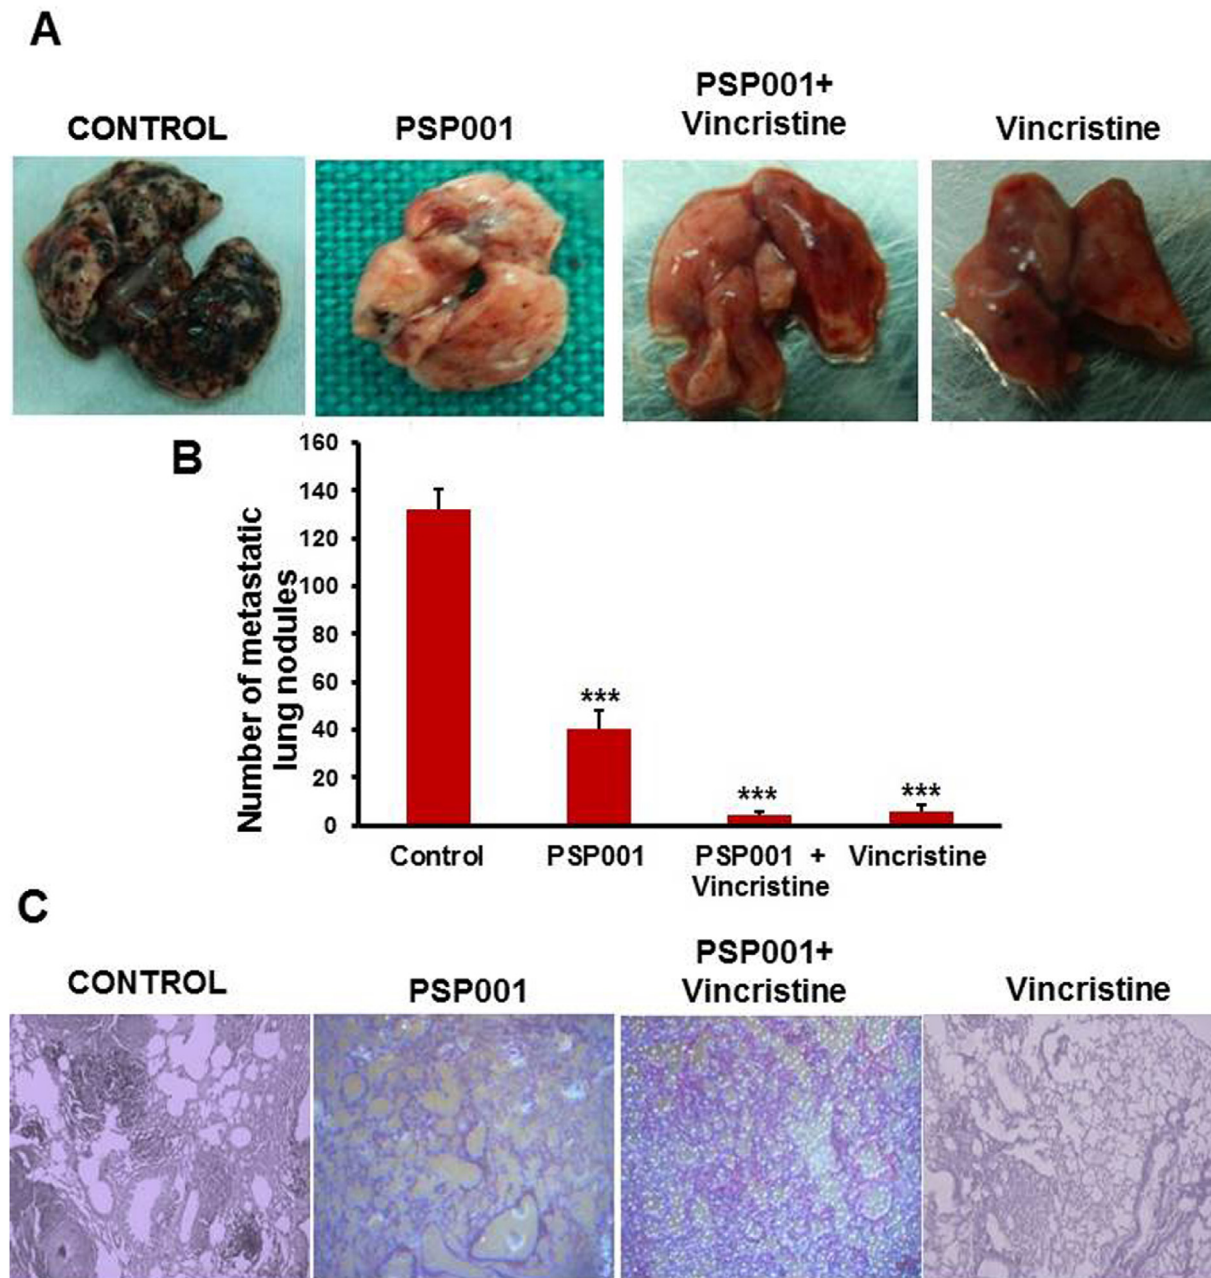 A
CONTROL
PSP001
PSP001+
Vincristine
Vincristine
B
Number of metastatic
lung nodules
160
140
120
100
80
60
40
20
0
***
***
***
Control
PSP001
PSP001 +
Vincristine
Vincristine
C
CONTROL
PSP001
PSP001+
Vincristine
Vincristine